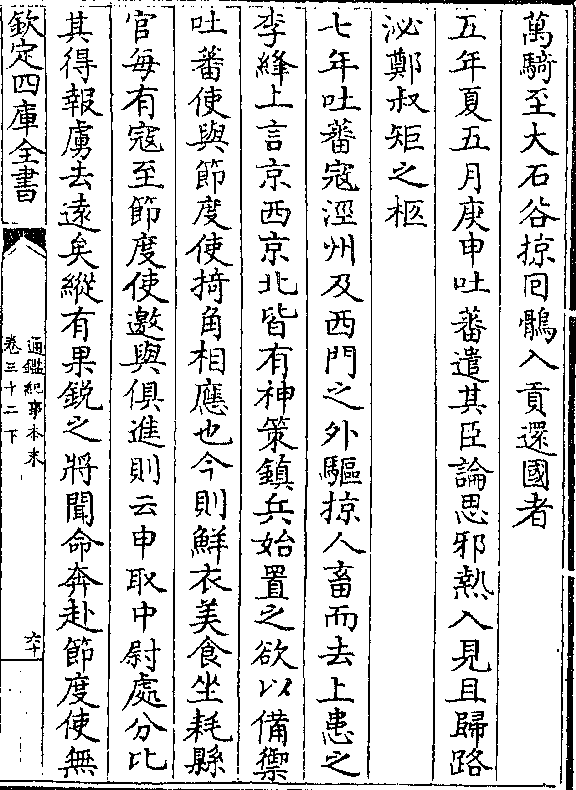 萬騎至大石谷掠囘鶻入貢還國者
五年夏五月庚申吐蕃遣其臣論思邪熱入見且歸路
泌鄭叔矩之柩
七年吐蕃寇涇州及西門之外驅掠人畜而去上患之
李絳上言京西京北皆有神策鎮兵始置之欲以備禦
吐蕃使與節度使掎角相應也今則鮮衣美食坐耗縣
官每有寇至節度使邀與俱進則云申取中尉處分比
其得報虜去遠矣縱有果銳之將聞命奔赴節度使無
欽定四庫全書
通鑑紀事本末
卷三十二下
六十